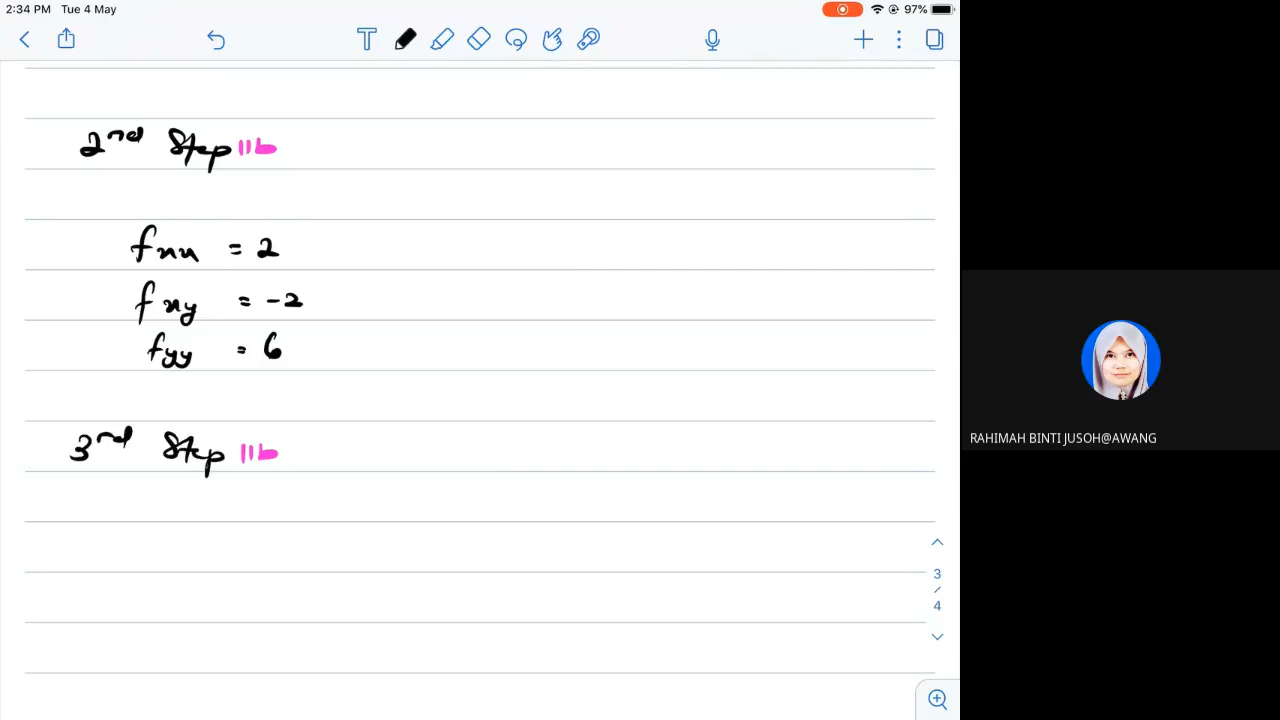 2:34 PM Tue 4 May 97%
2nd Step
fxx = 2
fxy = -2
fyy = 6
3rd Step
3
/
4
RAHIMAH BINTI JUSOH@AWANG